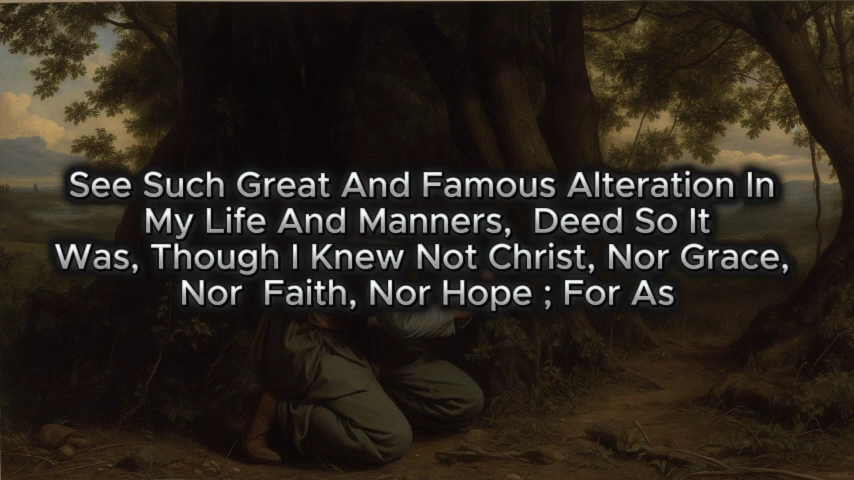 See Such Great And Famous Alteration In
My Life And Manners,  Deed So It
Was, Though I Knew Not Christ, Nor Grace,
Nor  Faith, Nor Hope ; For As